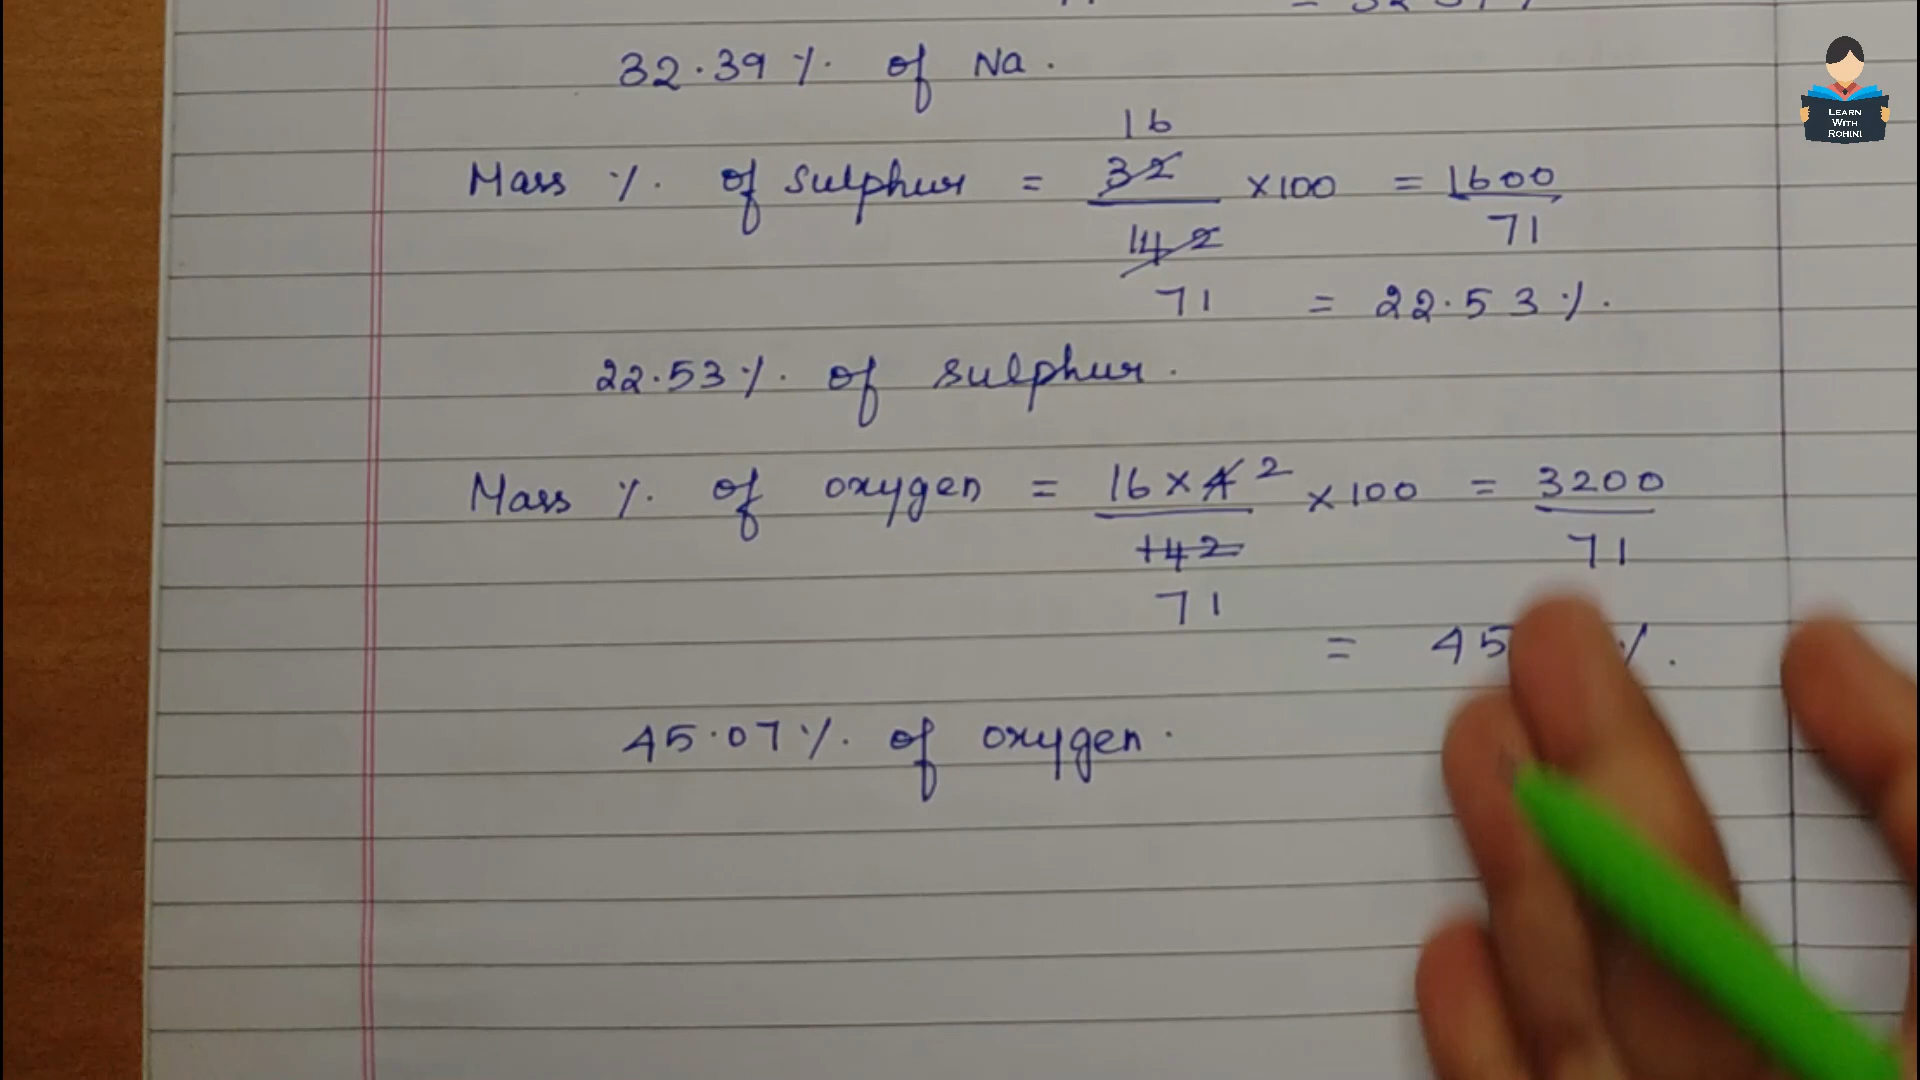 32.39 %. of Na.
16
Mass %. of sulphur = 32 x100 = 1600
142 71
71 = 22.53 %.
22.53 %. of sulphur.
Mass %. of oxygen = 16 x 4 2 x 100 = 3200
142 71
71
= 45 %.
45.07 %. of oxygen.
LEARN
WITH
ROHINI